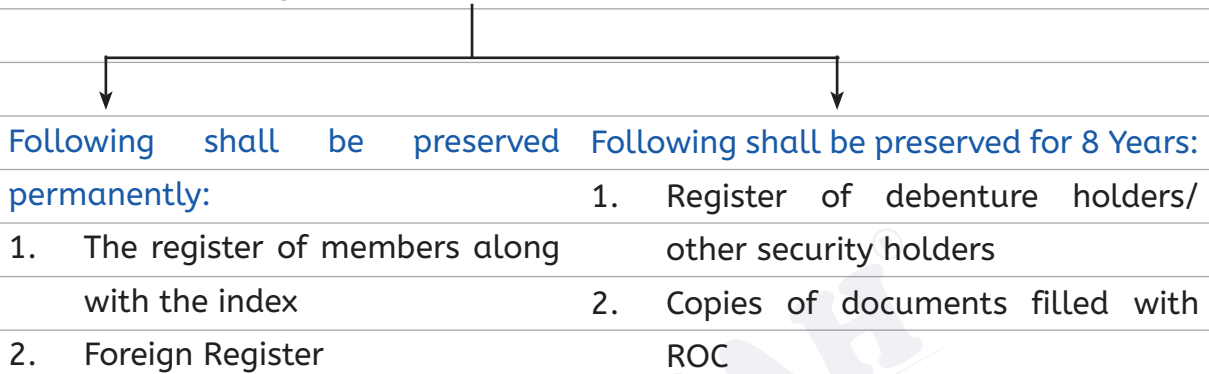 Following shall be preserved
permanently:
1. The register of members along
with the index
2. Foreign Register
Following shall be preserved for 8 Years:
1. Register of debenture holders/
other security holders
2. Copies of documents filled with
ROC